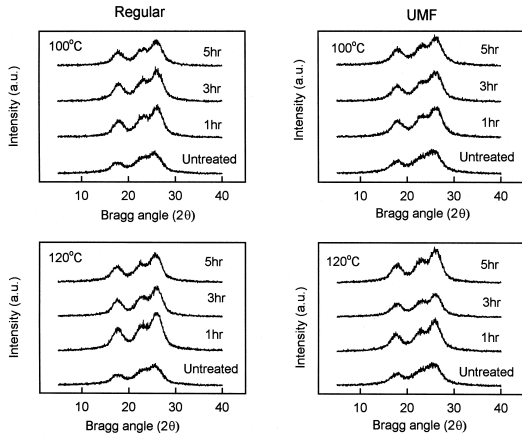 Regular
UMF
100°C
5hr
3hr
1hr
Untreated
Intensity (a.u.)
10 20 30 40
Bragg angle (2θ)
100°C
5hr
3hr
1hr
Untreated
Intensity (a.u.)
10 20 30 40
Bragg angle (2θ)
120°C
5hr
3hr
1hr
Untreated
Intensity (a.u.)
10 20 30 40
Bragg angle (2θ)
120°C
5hr
3hr
1hr
Untreated
Intensity (a.u.)
10 20 30 40
Bragg angle (2θ)